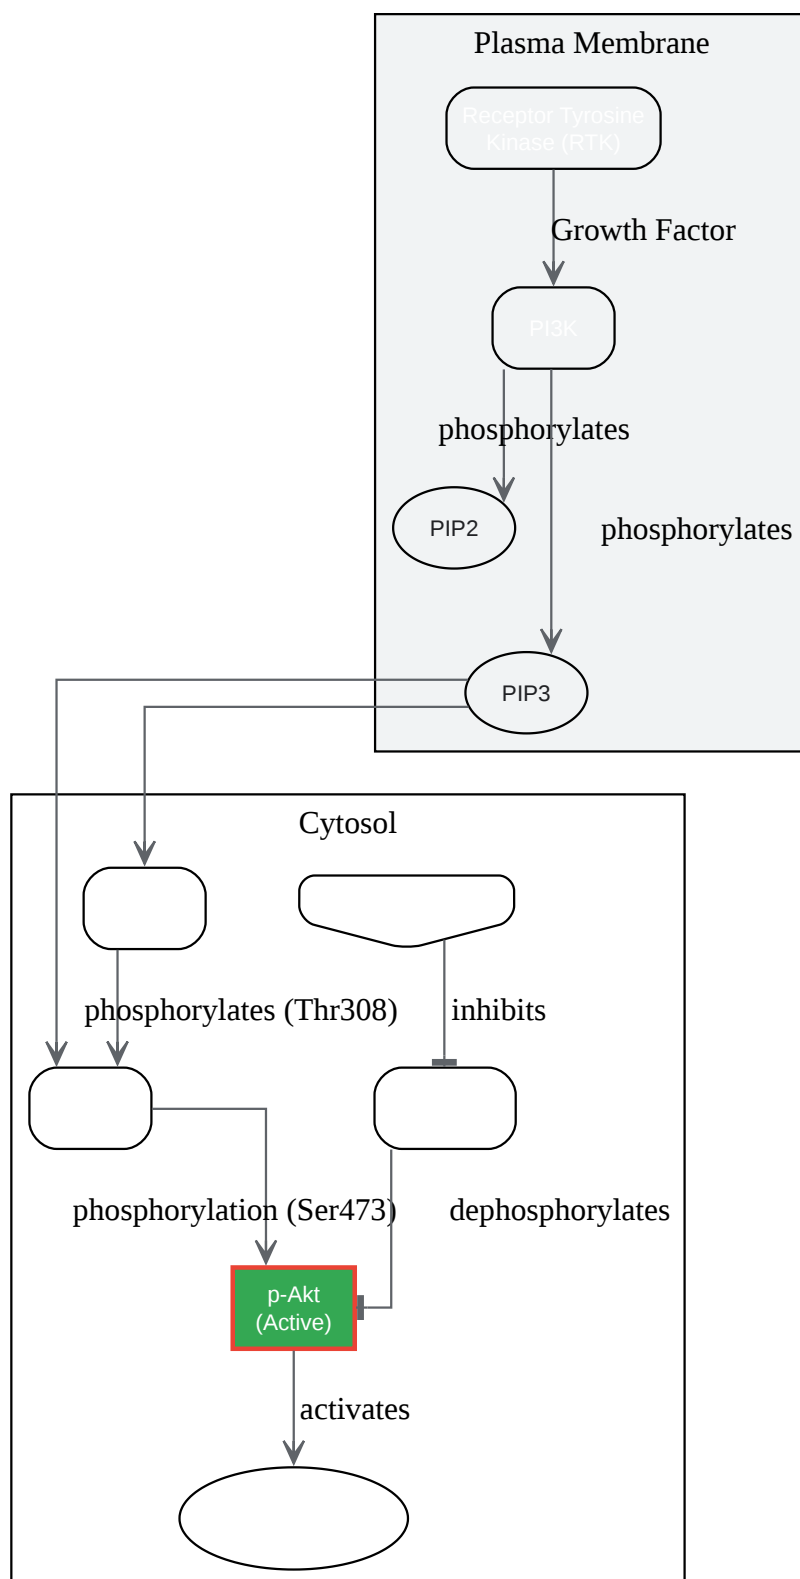 Plasma Membrane
Receptor Tyrosine
Kinase (RTK)
Growth Factor
PI3K
phosphorylates
PIP2
phosphorylates
PIP3
Cytosol
phosphorylates (Thr308)
inhibits
phosphorylation (Ser473)
dephosphorylates
p-Akt
(Active)
activates